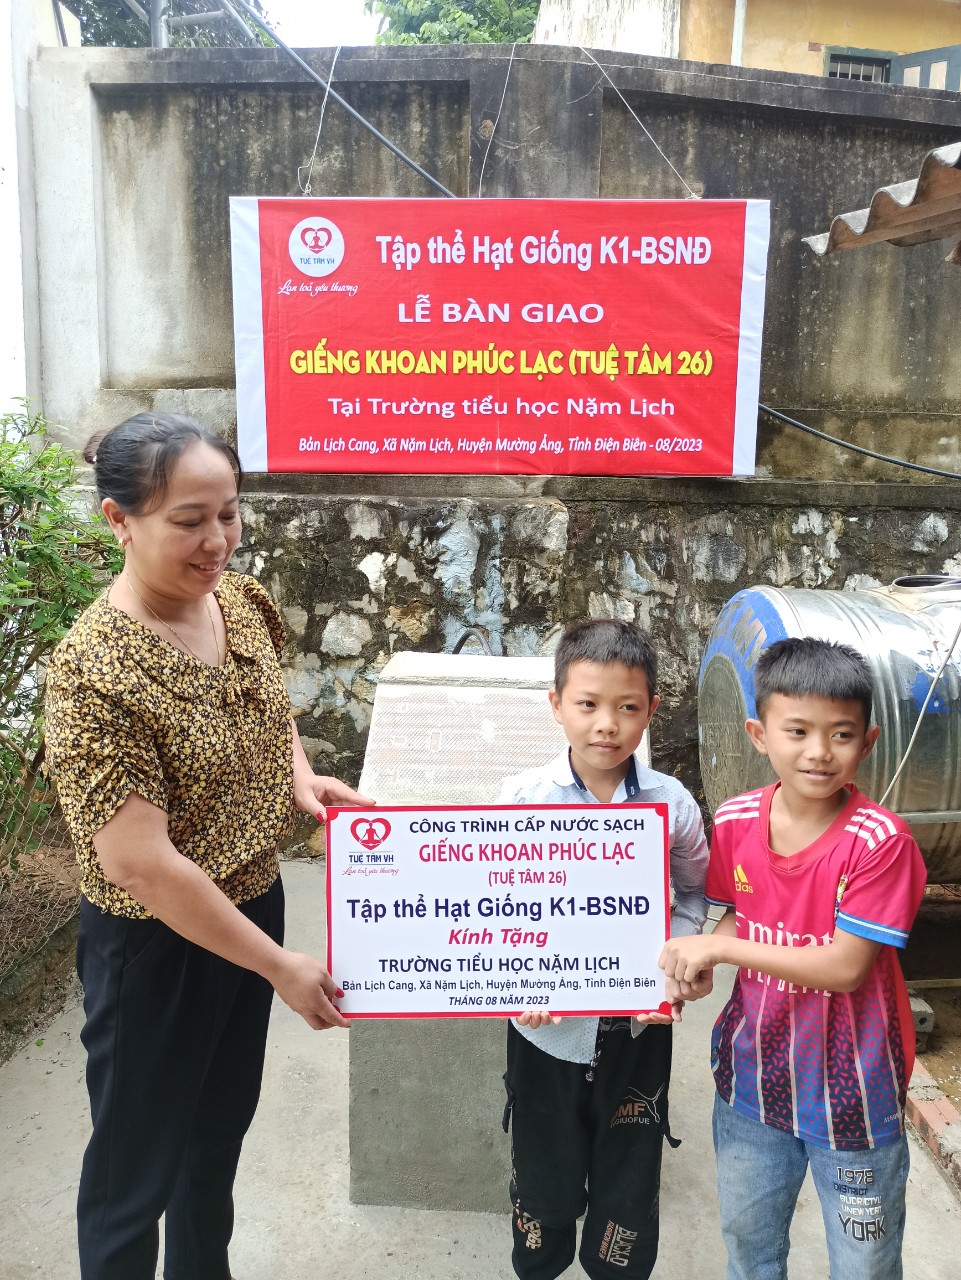 Tập thể Hạt Giống K1-BSNĐ
TUỆ TÂM VH
Lan toả yêu thương
LỄ BÀN GIAO
GIẾNG KHOAN PHÚC LẠC (TUỆ TÂM 26)
Tại Trường tiểu học Nặm Lịch
Bản Lịch Cang, Xã Nặm Lịch, Huyện Mường Ảng, Tỉnh Điện Biên - 08/2023
CÔNG TRÌNH CẤP NƯỚC SẠCH
GIẾNG KHOAN PHÚC LẠC
TUỆ TÂM VH
Lan toả yêu thương
(TUỆ TÂM 26)
Tập thể Hạt Giống K1-BSNĐ
Kính Tặng
TRƯỜNG TIỂU HỌC NẶM LỊCH
Bản Lịch Cang, Xã Nặm Lịch, Huyện Mường Ảng, Tỉnh Điện Biên
THÁNG 08 NĂM 2023
adidas
1978
DISTRICT
YORK